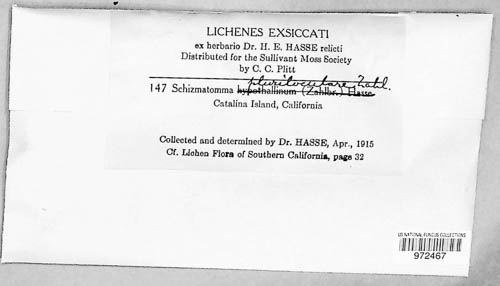 LICHENES EXSICCATI
ex herbario Dr. H. E. HASSE relicti
Distributed for the Sullivant Moss Society
by C. C. Plitt
pluriloculare Zahl.
147 Schizmatomma hypothallinum (Zahlbr.) Hasse
Catalina Island, California
Collected and determined by Dr. HASSE, Apr., 1915
Cf. Lichen Flora of Southern California, page 32
US NATIONAL FUNGUS COLLECTIONS
972467